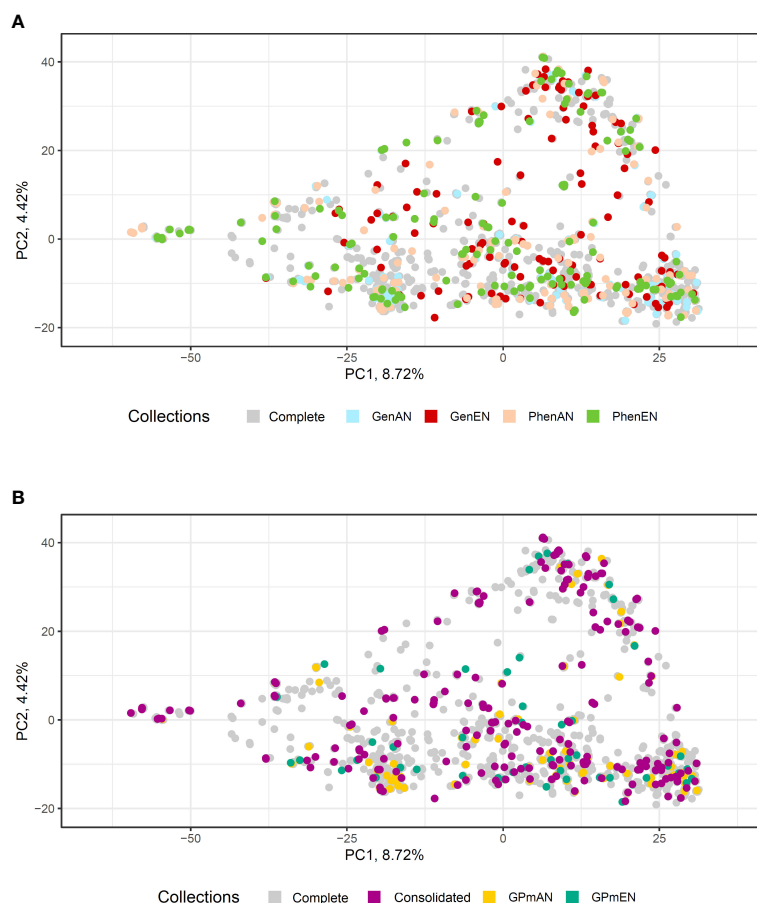 A
40
20
0
−20
PC2, 4.42%
−50
−25
0
25
PC1, 8.72%
Collections
Complete
GenAN
GenEN
PhenAN
PhenEN
B
40
20
0
−20
PC2, 4.42%
−50
−25
0
25
PC1, 8.72%
Collections
Complete
Consolidated
GPmAN
GPmEN